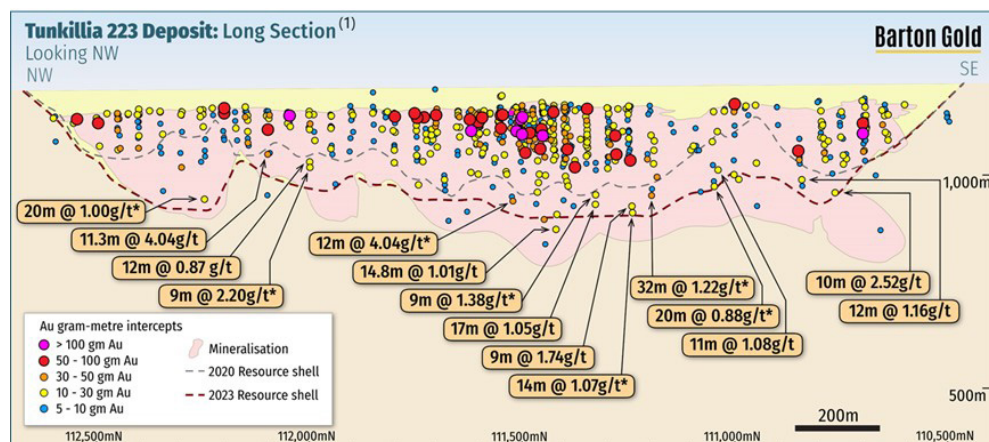 Tunkillia 223 Deposit: Long Section (1)
Barton Gold
Looking NW
NW
SE
1,000m
20m @ 1.00g/t*
11.3m @ 4.04g/t
12m @ 0.87 g/t
9m @ 2.20g/t*
12m @ 4.04g/t*
14.8m @ 1.01g/t
9m @ 1.38g/t*
17m @ 1.05g/t
9m @ 1.74g/t
14m @ 1.07g/t*
32m @ 1.22g/t*
20m @ 0.88g/t*
11m @ 1.08g/t
10m @ 2.52g/t
12m @ 1.16g/t
Au gram-metre intercepts
> 100 gm Au
50 - 100 gm Au
30 - 50 gm Au
10 - 30 gm Au
5 - 10 gm Au
Mineralisation
2020 Resource shell
2023 Resource shell
500m
200m
112,500mN
112,000mN
111,500mN
111,000mN
110,500mN